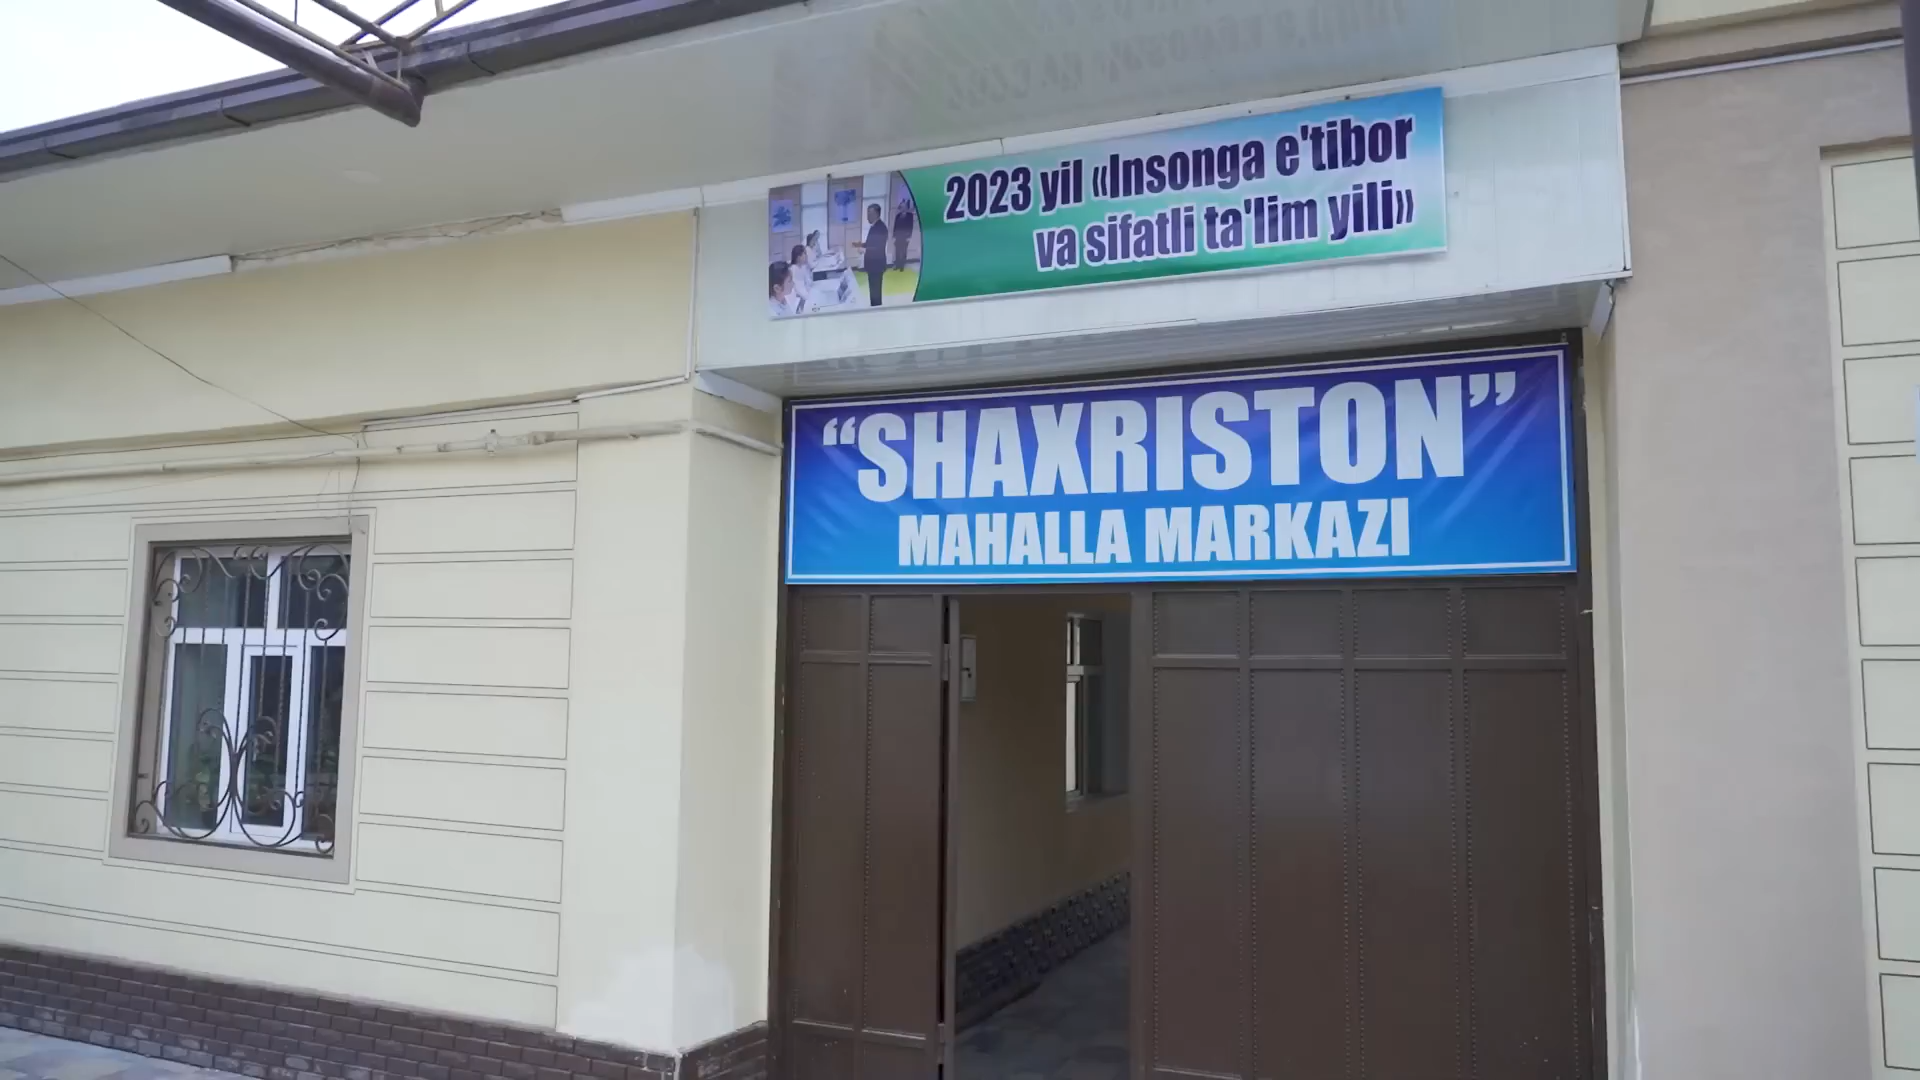 2023 yil «Insonga e'tibor
va sifatli ta'lim yili»
“SHAXRISTON”
MAHALLA MARKAZI